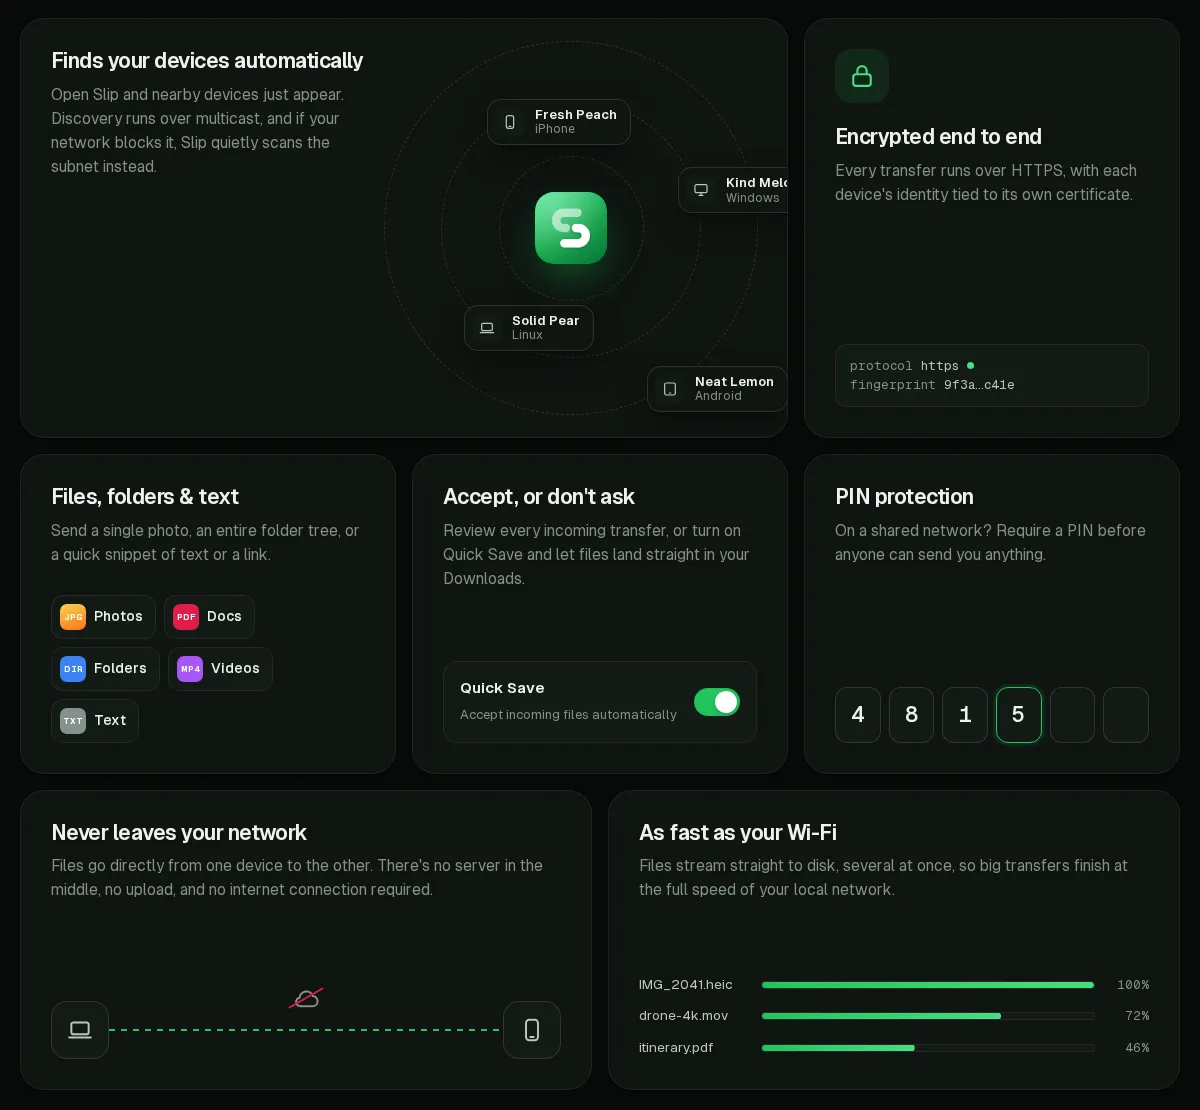 Finds your devices automatically
Open Slip and nearby devices just appear.
Discovery runs over multicast, and if your
network blocks it, Slip quietly scans the
subnet instead.
Fresh Peach
iPhone
Kind Melo
Windows
Solid Pear
Linux
Neat Lemon
Android
Encrypted end to end
Every transfer runs over HTTPS, with each
device's identity tied to its own certificate.
protocol https
fingerprint 9f3a…c41e
Files, folders & text
Send a single photo, an entire folder tree, or
a quick snippet of text or a link.
JPG Photos
PDF Docs
DIR Folders
MP4 Videos
TXT Text
Accept, or don't ask
Review every incoming transfer, or turn on
Quick Save and let files land straight in your
Downloads.
Quick Save
Accept incoming files automatically
PIN protection
On a shared network? Require a PIN before
anyone can send you anything.
4 8 1 5
Never leaves your network
Files go directly from one device to the other. There's no server in the
middle, no upload, and no internet connection required.
As fast as your Wi-Fi
Files stream straight to disk, several at once, so big transfers finish at
the full speed of your local network.
IMG_2041.heic 100%
drone-4k.mov 72%
itinerary.pdf 46%